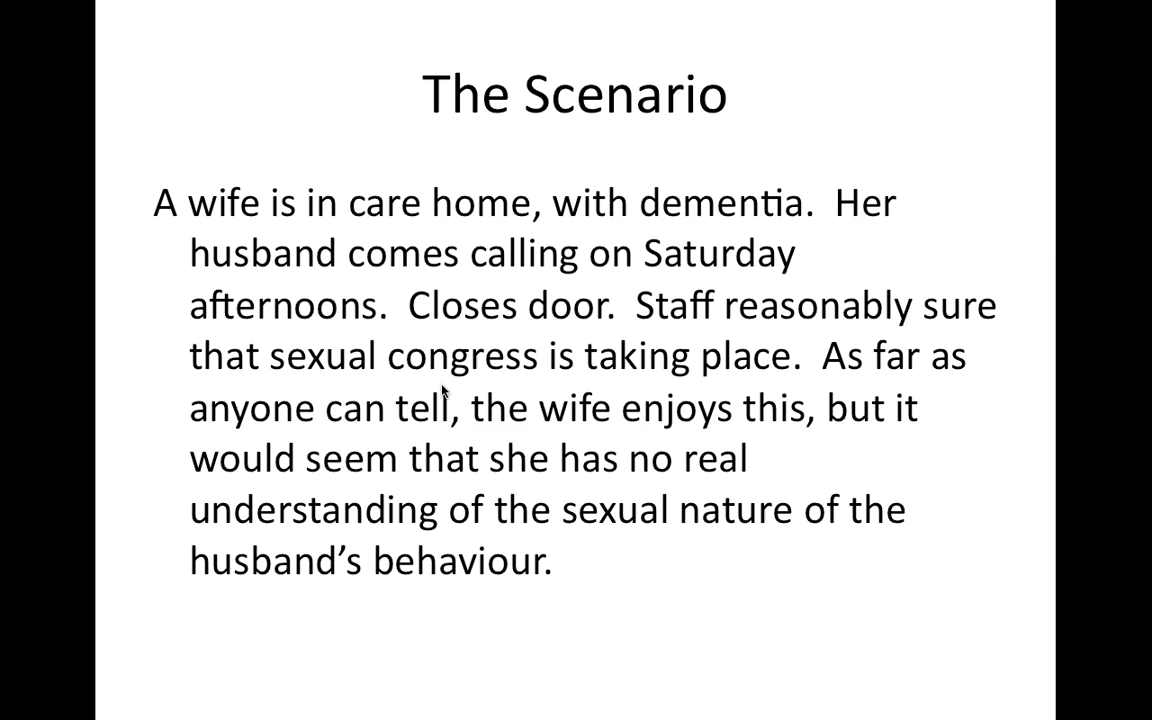 The Scenario
A wife is in care home, with dementia.  Her
husband comes calling on Saturday
afternoons.  Closes door.  Staff reasonably sure
that sexual congress is taking place.  As far as
anyone can tell, the wife enjoys this, but it
would seem that she has no real
understanding of the sexual nature of the
husband’s behaviour.